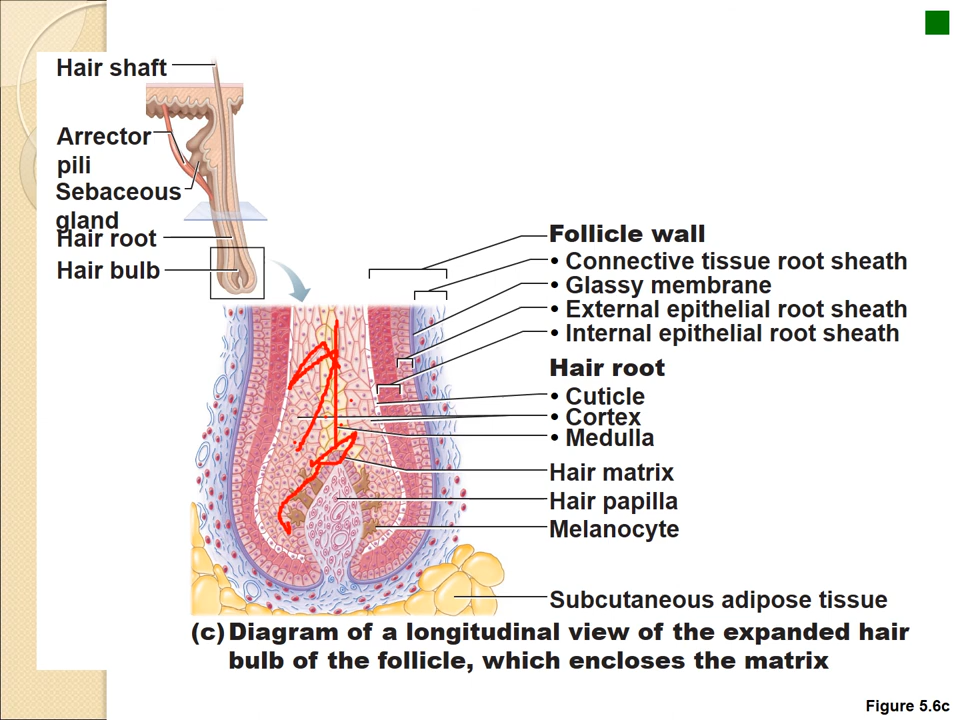 Hair shaft
Arrector
pili
Sebaceous
gland
Hair root
Hair bulb
Follicle wall
• Connective tissue root sheath
• Glassy membrane
• External epithelial root sheath
• Internal epithelial root sheath
Hair root
• Cuticle
• Cortex
• Medulla
Hair matrix
Hair papilla
Melanocyte
Subcutaneous adipose tissue
(c) Diagram of a longitudinal view of the expanded hair
bulb of the follicle, which encloses the matrix
Figure 5.6c